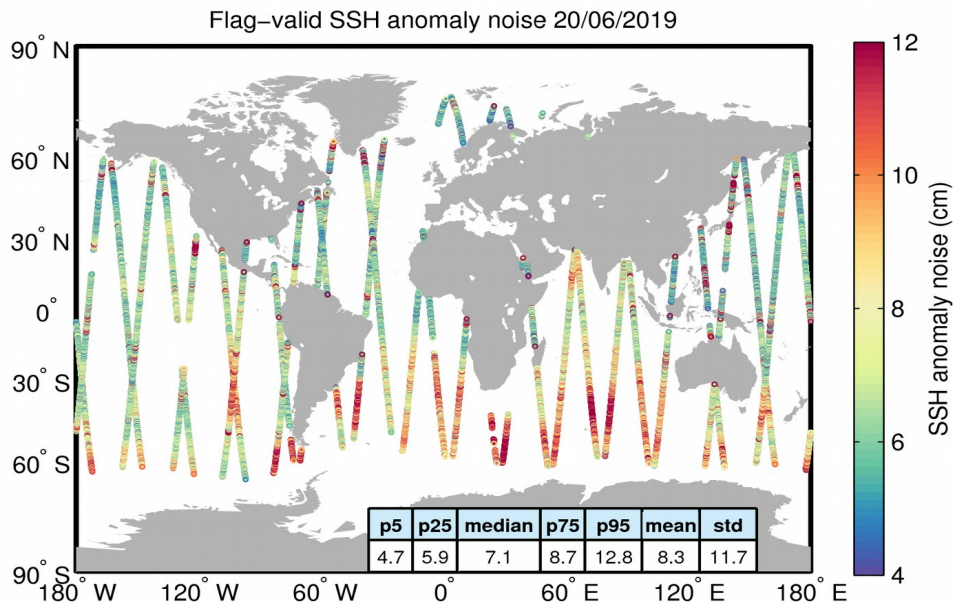 Flag−valid SSH anomaly noise 20/06/2019
90° N
60° N
30° N
0°
30° S
60° S
90° S
180° W
120° W
60° W
0°
60° E
120° E
180° E
p5 p25 median p75 p95 mean std
4.7 5.9 7.1 8.7 12.8 8.3 11.7
12
10
8
6
4
SSH anomaly noise (cm)